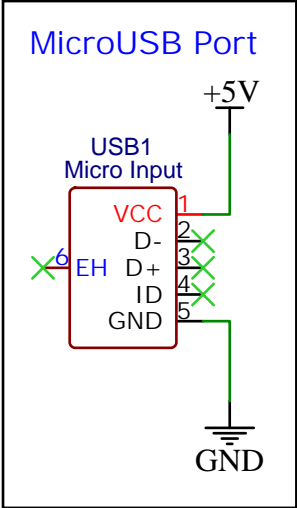 MicroUSB Port
+5V
USB1
Micro Input
VCC 1
D- 2
6 EH D+ 3
ID 4
GND 5
GND